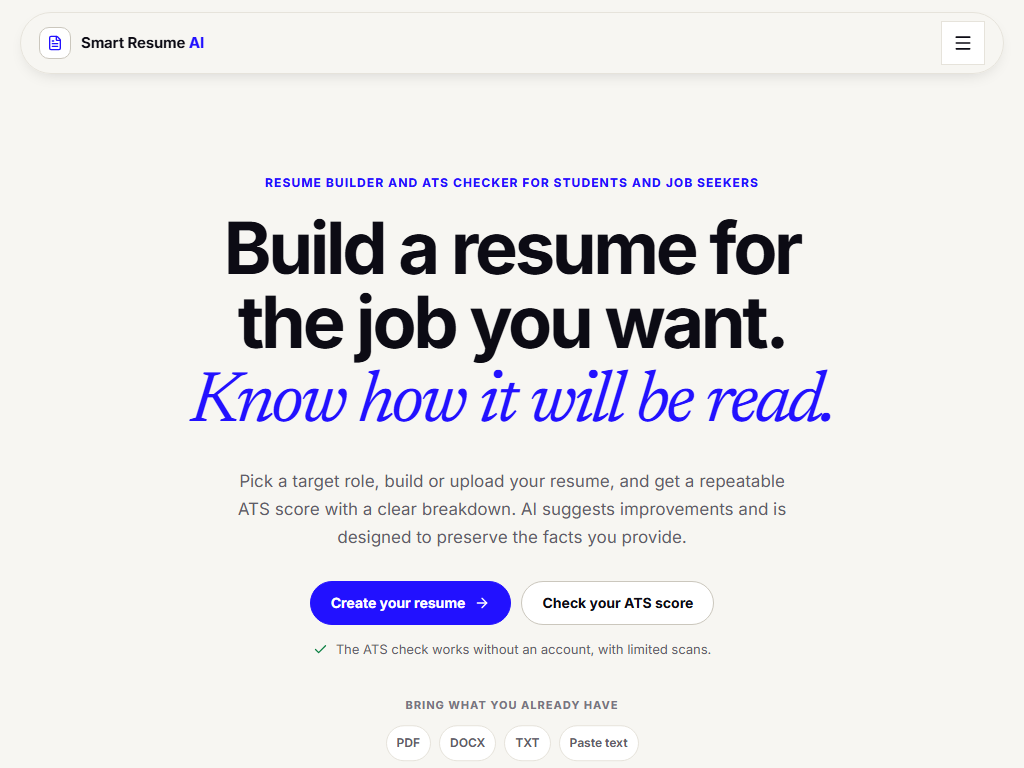 Smart Resume AI
RESUME BUILDER AND ATS CHECKER FOR STUDENTS AND JOB SEEKERS
Build a resume for
the job you want.
Know how it will be read.
Pick a target role, build or upload your resume, and get a repeatable
ATS score with a clear breakdown. AI suggests improvements and is
designed to preserve the facts you provide.
Create your resume
Check your ATS score
The ATS check works without an account, with limited scans.
BRING WHAT YOU ALREADY HAVE
PDF
DOCX
TXT
Paste text